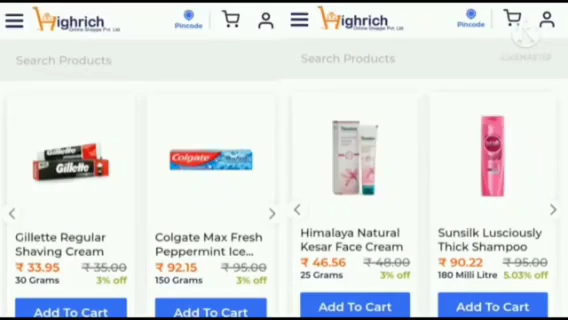 Highrich
Online Shoppe Pvt. Ltd.
Pincode
Search Products
Gillette
Gillette Regular
Shaving Cream
₹ 33.95 ₹ 35.00
30 Grams 3% off
Add To Cart
Colgate
Colgate Max Fresh
Peppermint Ice...
₹ 92.15 ₹ 95.00
150 Grams 3% off
Add To Cart
Highrich
Online Shoppe Pvt. Ltd.
Pincode
Search Products
KINEMASTER
Himalaya Natural
Kesar Face Cream
₹ 46.56 ₹ 48.00
25 Grams 3% off
Add To Cart
Sunsilk Lusciously
Thick Shampoo
₹ 90.22 ₹ 95.00
180 Milli Litre 5.03% off
Add To Cart